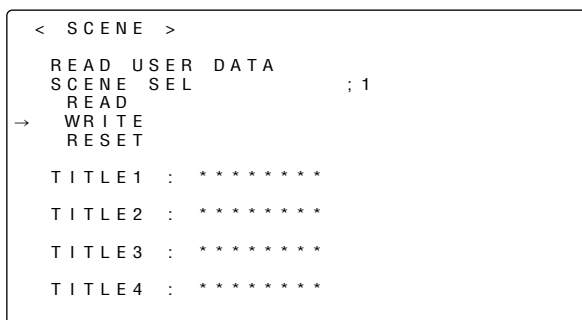 < SCENE >
READ USER DATA
SCENE SEL ;1
READ
→ WRITE
RESET
TITLE1 : ********
TITLE2 : ********
TITLE3 : ********
TITLE4 : ********